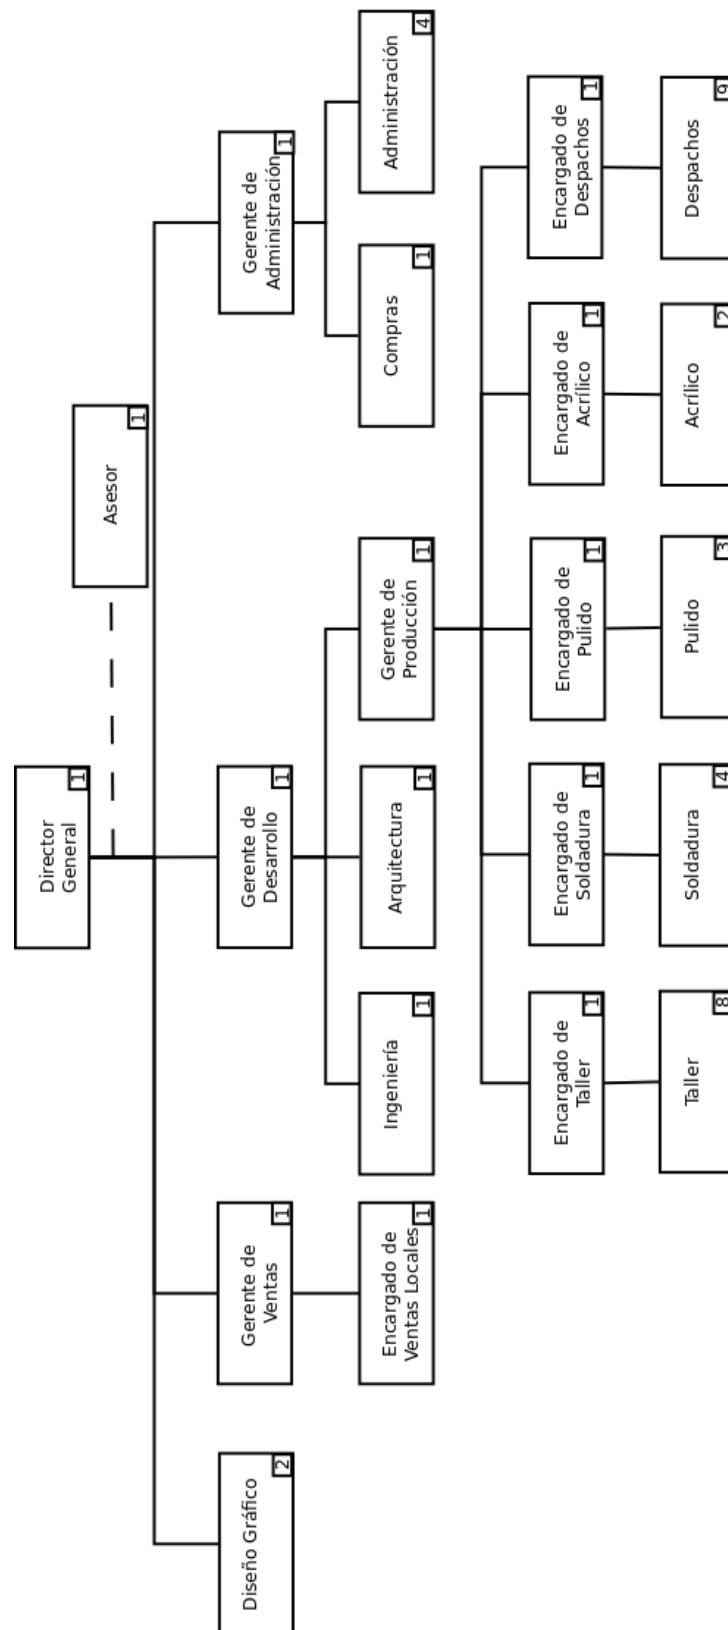 Director
General
1
Asesor
1
Diseño Gráfico
2
Gerente de
Ventas
1
Gerente de
Desarrollo
1
Gerente de
Administración
1
Encargado de
Ventas Locales
1
Ingeniería
1
Arquitectura
1
Gerente de
Producción
1
Compras
1
Administración
4
Encargado de
Taller
1
Encargado de
Soldadura
1
Encargado de
Pulido
1
Encargado de
Acrílico
1
Encargado de
Despachos
1
Taller
8
Soldadura
4
Pulido
3
Acrílico
2
Despachos
9